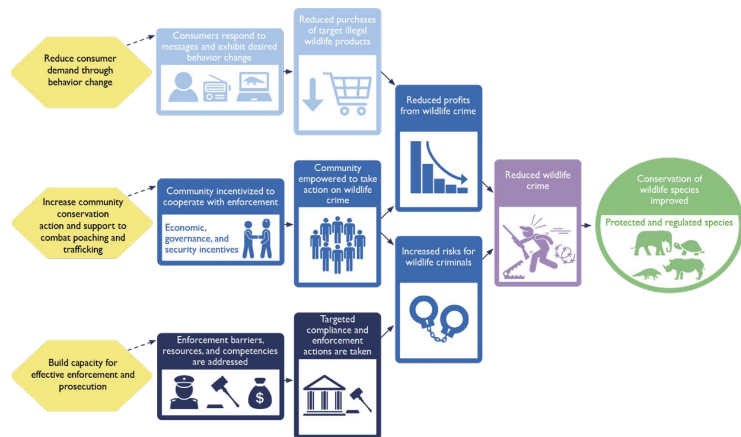 Reduce consumer
demand through
behavior change
Consumers respond to
messages and exhibit desired
behavior change
Reduced purchases
of target illegal
wildlife products
Reduced profits
from wildlife crime
Increase community
conservation
action and support to
combat poaching and
trafficking
Community incentivized to
cooperate with enforcement
Economic,
governance, and
security incentives
Community
empowered to take
action on wildlife
crime
Increased risks for
wildlife criminals
Reduced wildlife
crime
Conservation of
wildlife species
improved
Protected and regulated species
Build capacity for
effective enforcement and
prosecution
Enforcement barriers,
resources, and competencies
are addressed
$
Targeted
compliance and
enforcement
actions are taken